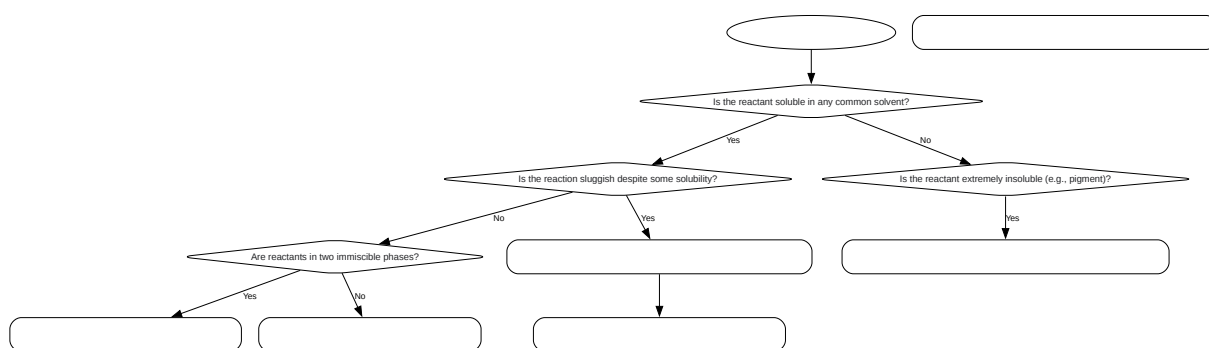 Is the reactant soluble in any common solvent?
Yes
No
Is the reaction sluggish despite some solubility?
Is the reactant extremely insoluble (e.g., pigment)?
No
Yes
Yes
Are reactants in two immiscible phases?
Yes
No